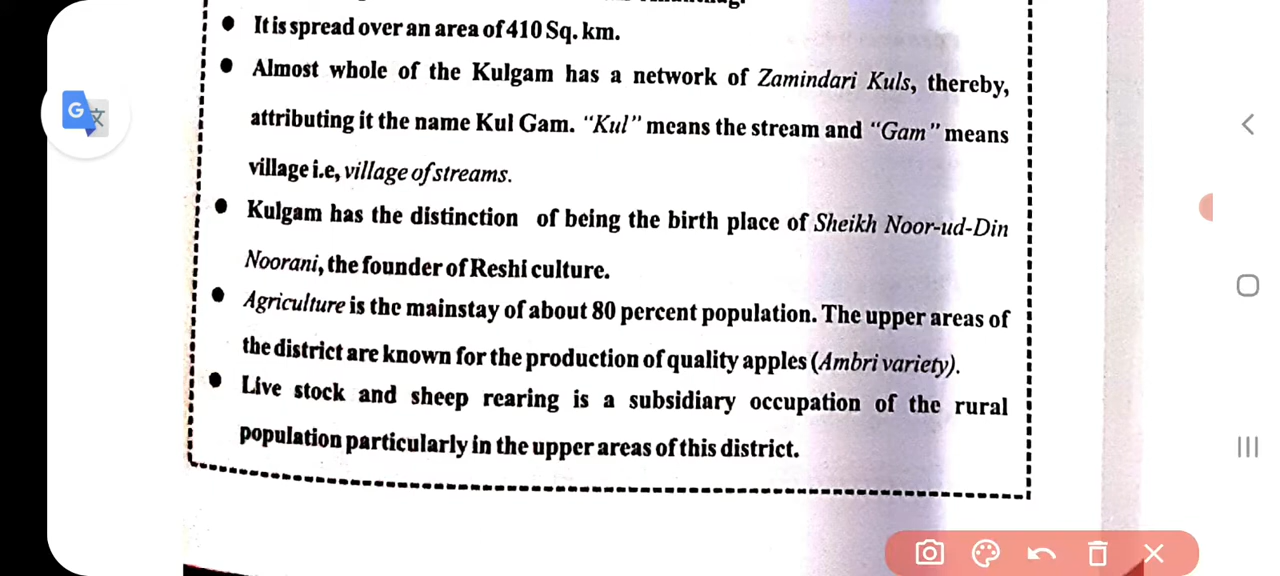 It is spread over an area of 410 Sq. km.
Almost whole of the Kulgam has a network of Zamindari Kuls, thereby,
attributing it the name Kul Gam. "Kul" means the stream and "Gam" means
village i.e, village of streams.
Kulgam has the distinction of being the birth place of Sheikh Noor-ud-Din
Noorani, the founder of Reshi culture.
Agriculture is the mainstay of about 80 percent population. The upper areas of
the district are known for the production of quality apples (Ambri variety).
Live stock and sheep rearing is a subsidiary occupation of the rural
population particularly in the upper areas of this district.